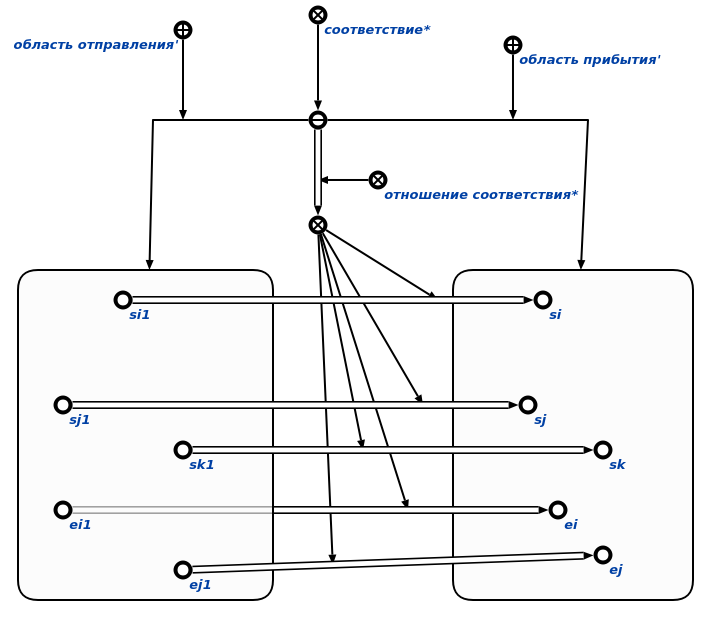 соответствие*
область отправления'
область прибытия'
отношение соответствия*
si1
si
sj1
sj
sk1
sk
ei1
ei
ej1
ej